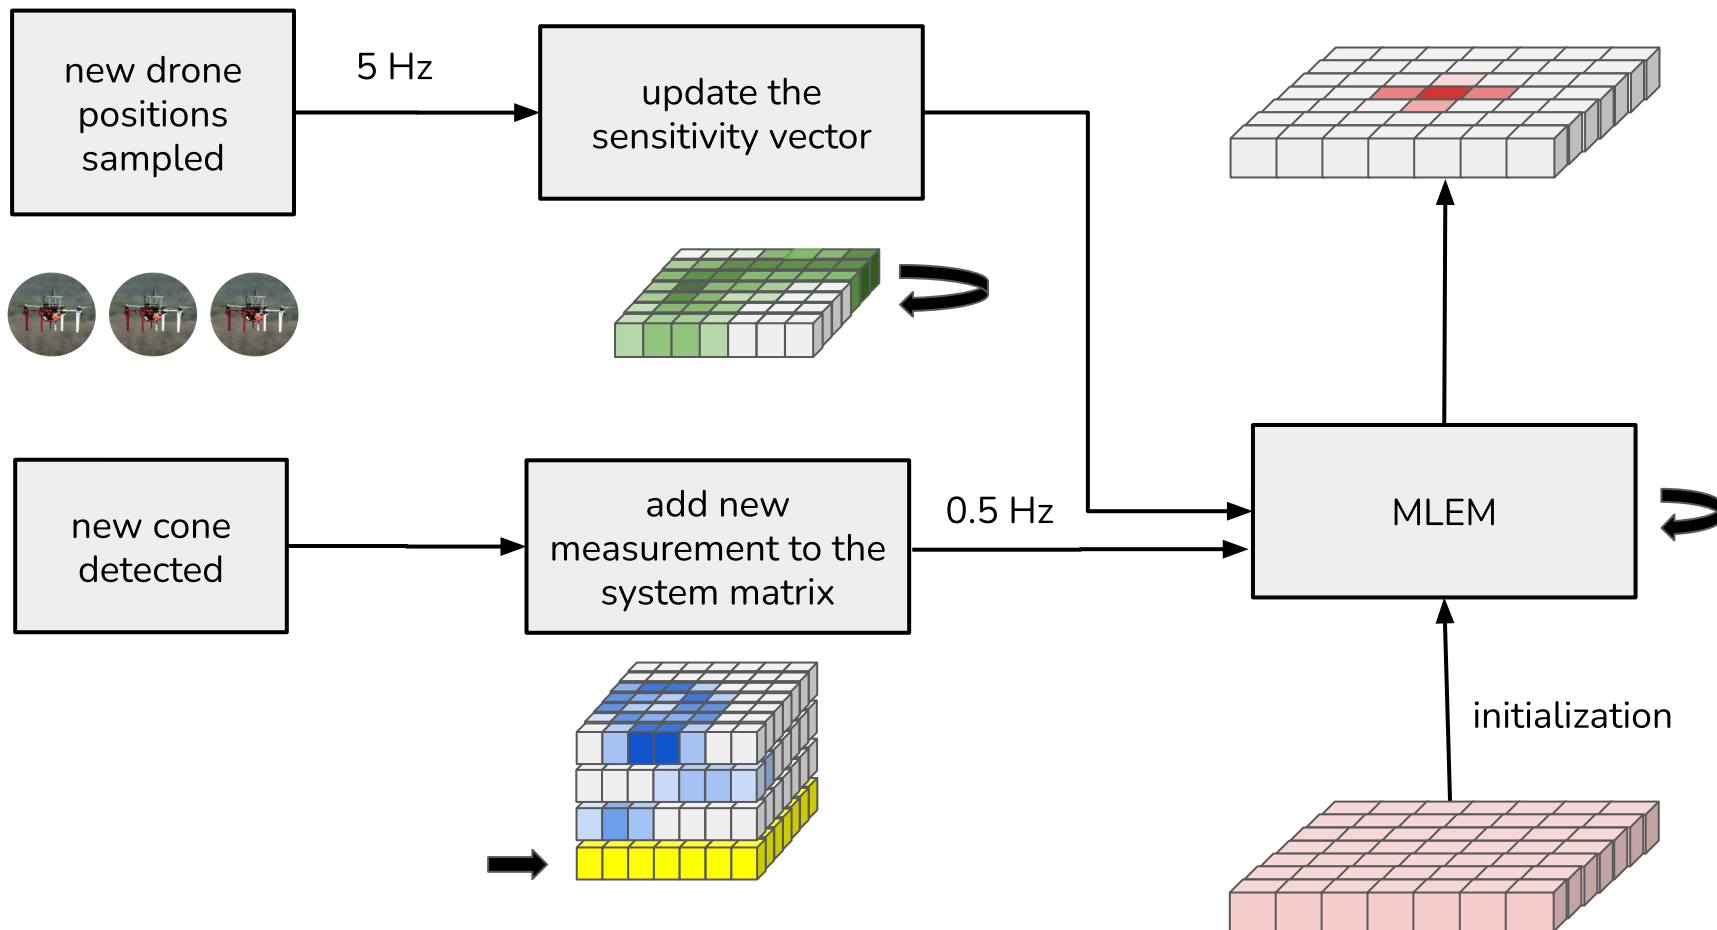 new drone
positions
sampled
5 Hz
update the
sensitivity vector
new cone
detected
add new
measurement to the
system matrix
0.5 Hz
MLEM
initialization